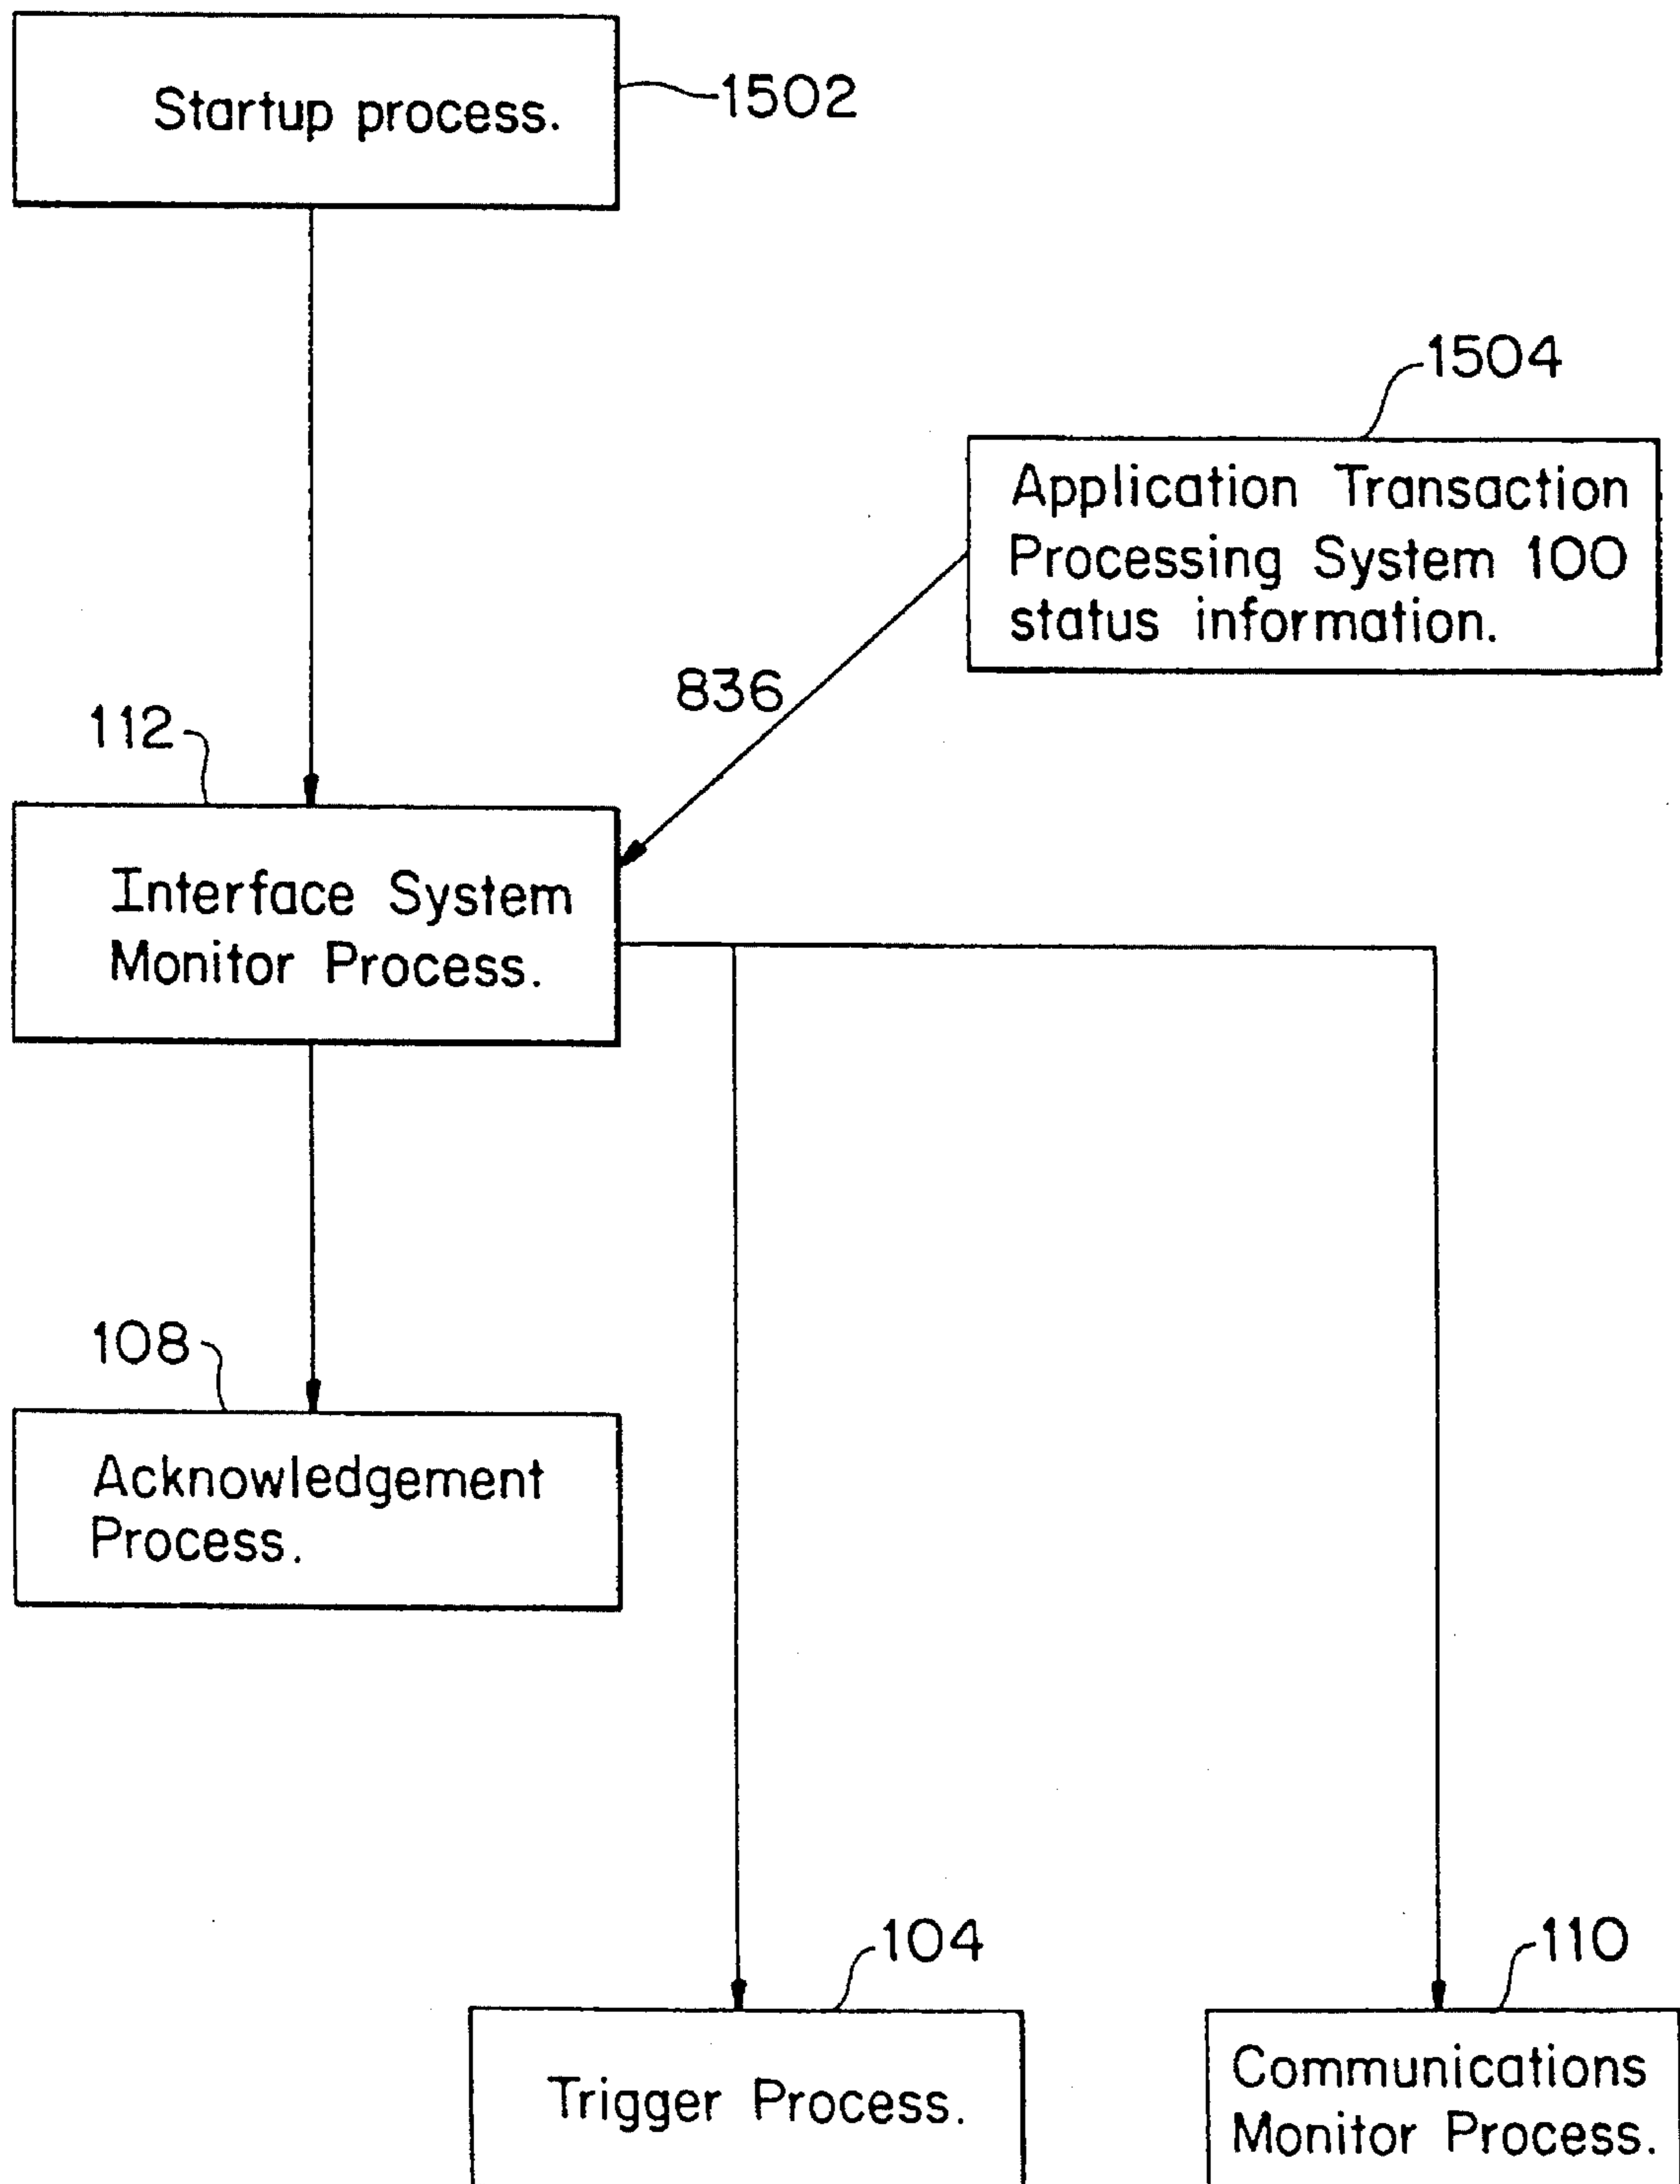 Startup process.
1502
1504
Application Transaction
Processing System 100
status information.
836
112
Interface System
Monitor Process.
108
Acknowledgement
Process.
104
110
Trigger Process.
Communications
Monitor Process.